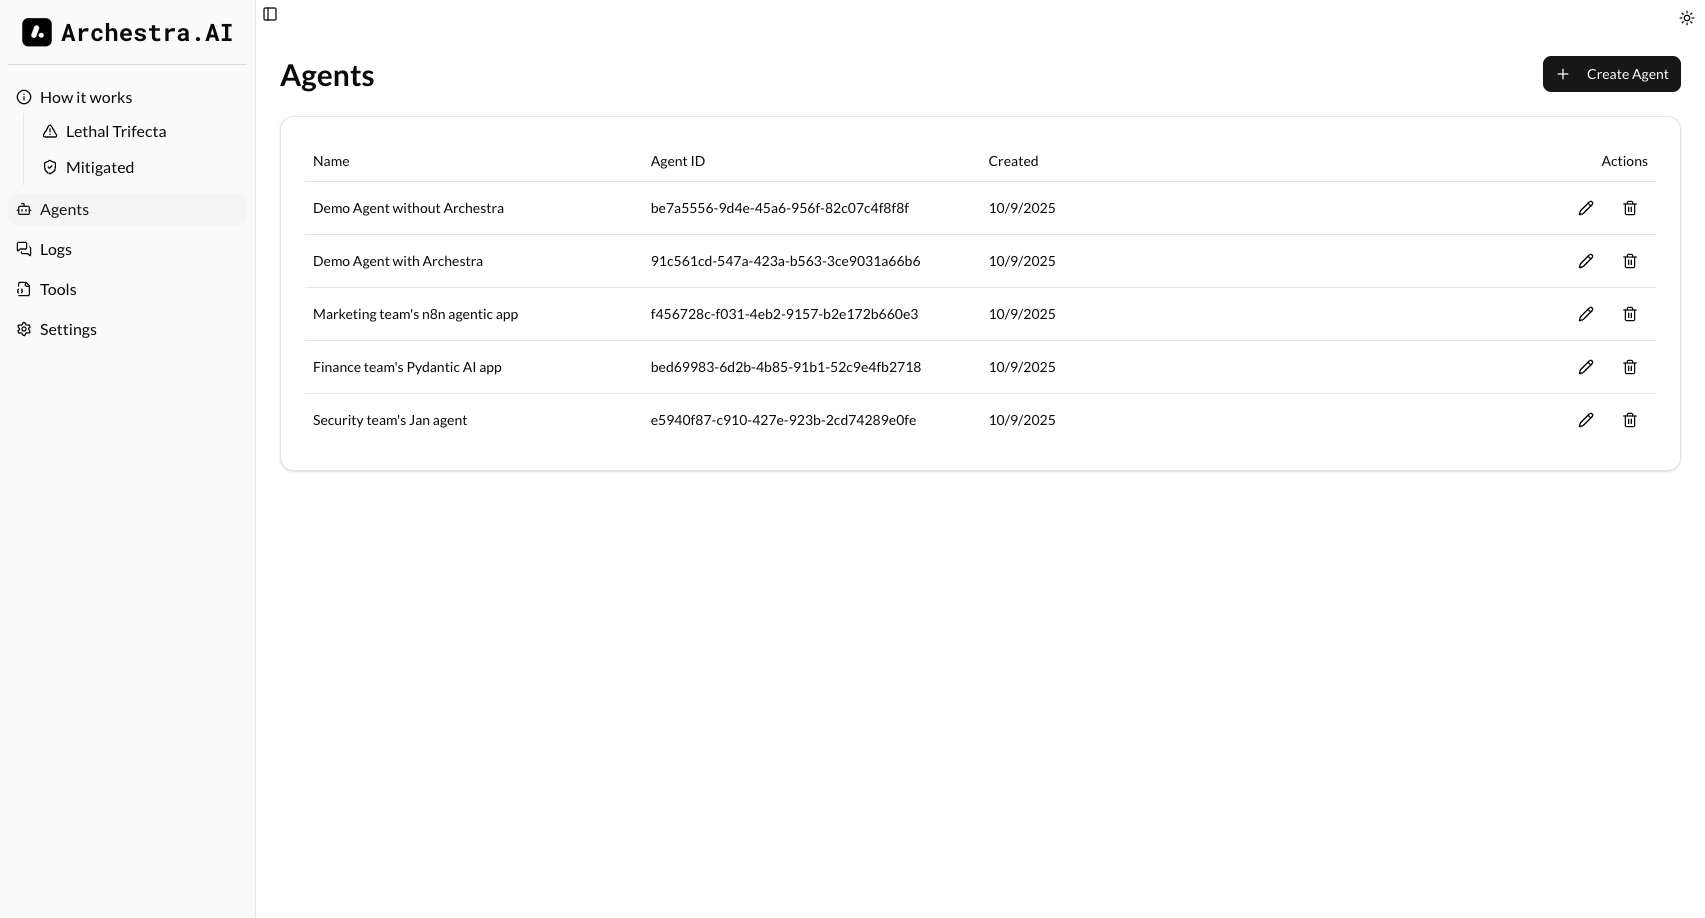 Archestra.AI
How it works
Lethal Trifecta
Mitigated
Agents
Logs
Tools
Settings
Agents
Create Agent
Name Agent ID Created Actions
Demo Agent without Archestra be7a5556-9d4e-45a6-956f-82c07c4f8f8f 10/9/2025
Demo Agent with Archestra 91c561cd-547a-423a-b563-3ce9031a66b6 10/9/2025
Marketing team's n8n agentic app f456728c-f031-4eb2-9157-b2e172b660e3 10/9/2025
Finance team's Pydantic AI app bed69983-6d2b-4b85-91b1-52c9e4fb2718 10/9/2025
Security team's Jan agent e5940f87-c910-427e-923b-2cd74289e0fe 10/9/2025